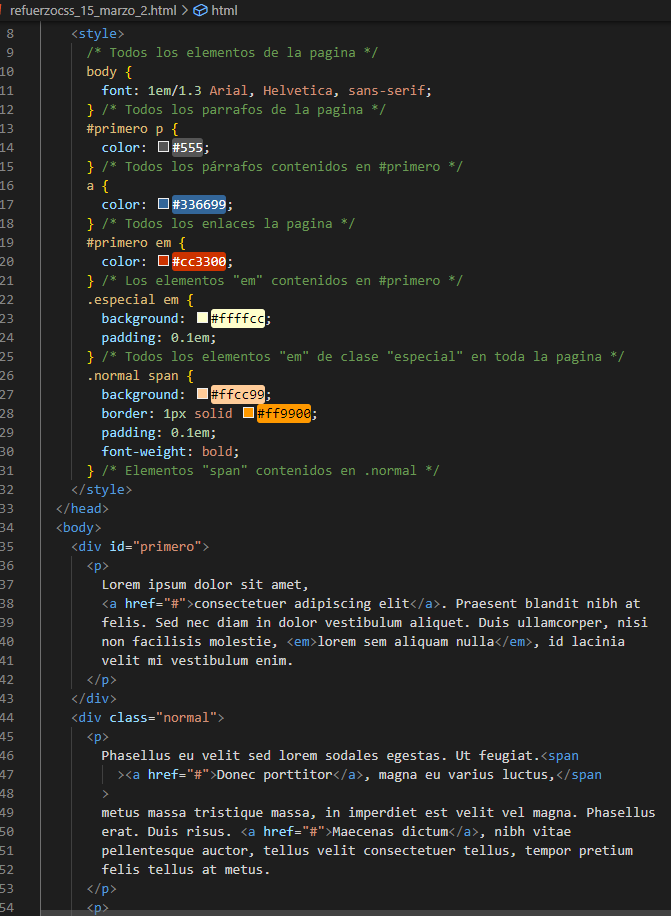 refuerzocss_15_marzo_2.html > html
8 <style>
9 /* Todos los elementos de la pagina */
10 body {
11 font: 1em/1.3 Arial, Helvetica, sans-serif;
12 } /* Todos los parrafos de la pagina */
13 #primero p {
14 color: #555;
15 } /* Todos los párrafos contenidos en #primero */
16 a {
17 color: #336699;
18 } /* Todos los enlaces la pagina */
19 #primero em {
20 color: #cc3300;
21 } /* Los elementos "em" contenidos en #primero */
22 .especial em {
23 background: #ffffcc;
24 padding: 0.1em;
25 } /* Todos los elementos "em" de clase "especial" en toda la pagina */
26 .normal span {
27 background: #ffcc99;
28 border: 1px solid #ff9900;
29 padding: 0.1em;
30 font-weight: bold;
31 } /* Elementos "span" contenidos en .normal */
32 </style>
33 </head>
34 <body>
35 <div id="primero">
36 <p>
37 Lorem ipsum dolor sit amet,
38 <a href="#">consectetuer adipiscing elit</a>. Praesent blandit nibh at
39 felis. Sed nec diam in dolor vestibulum aliquet. Duis ullamcorper, nisi
40 non facilisis molestie, <em>lorem sem aliquam nulla</em>, id lacinia
41 velit mi vestibulum enim.
42 </p>
43 </div>
44 <div class="normal">
45 <p>
46 Phasellus eu velit sed lorem sodales egestas. Ut feugiat.<span
47 ><a href="#">Donec porttitor</a>, magna eu varius luctus,</span
48 >
49 metus massa tristique massa, in imperdiet est velit vel magna. Phasellus
50 erat. Duis risus. <a href="#">Maecenas dictum</a>, nibh vitae
51 pellentesque auctor, tellus velit consectetuer tellus, tempor pretium
52 felis tellus at metus.
53 </p>
54 <p>